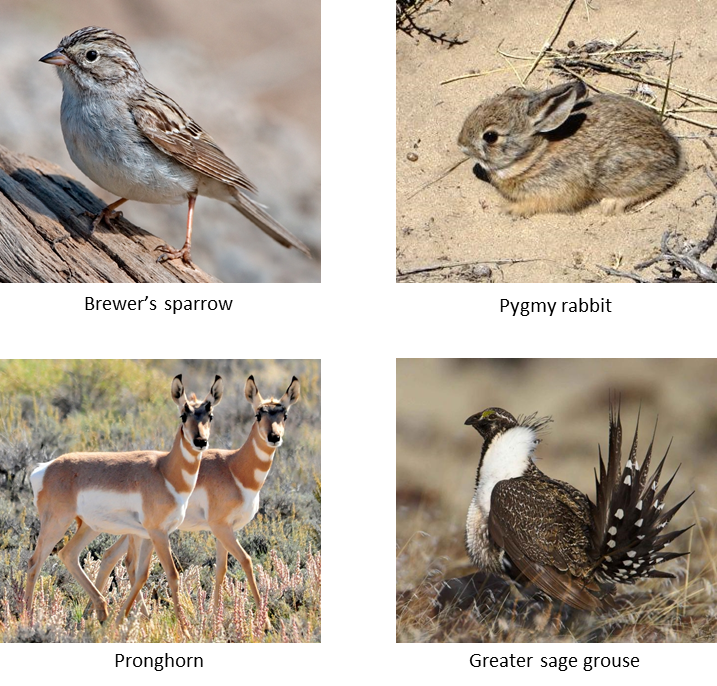 Brewer’s sparrow
Pygmy rabbit
Pronghorn
Greater sage grouse